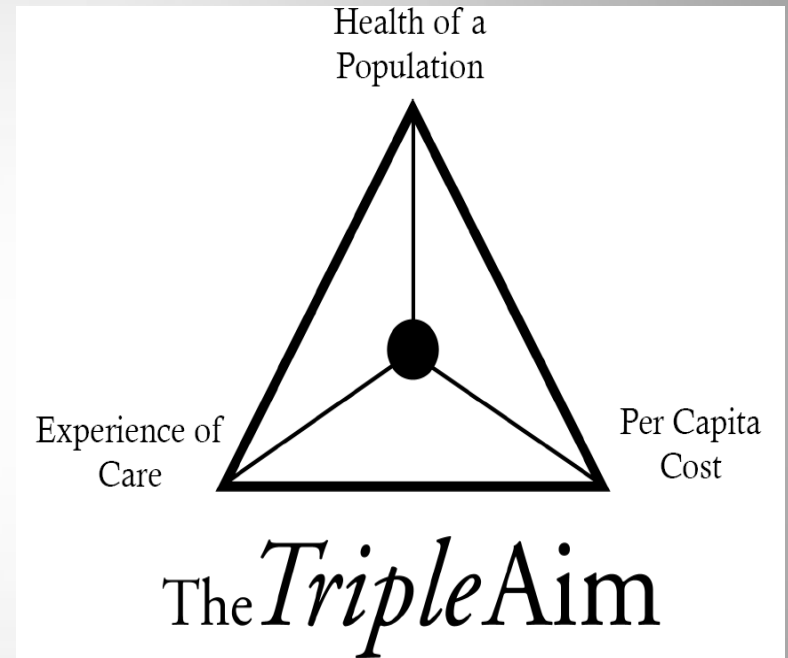 Health of a
Population
Experience of
Care
Per Capita
Cost
The Triple Aim